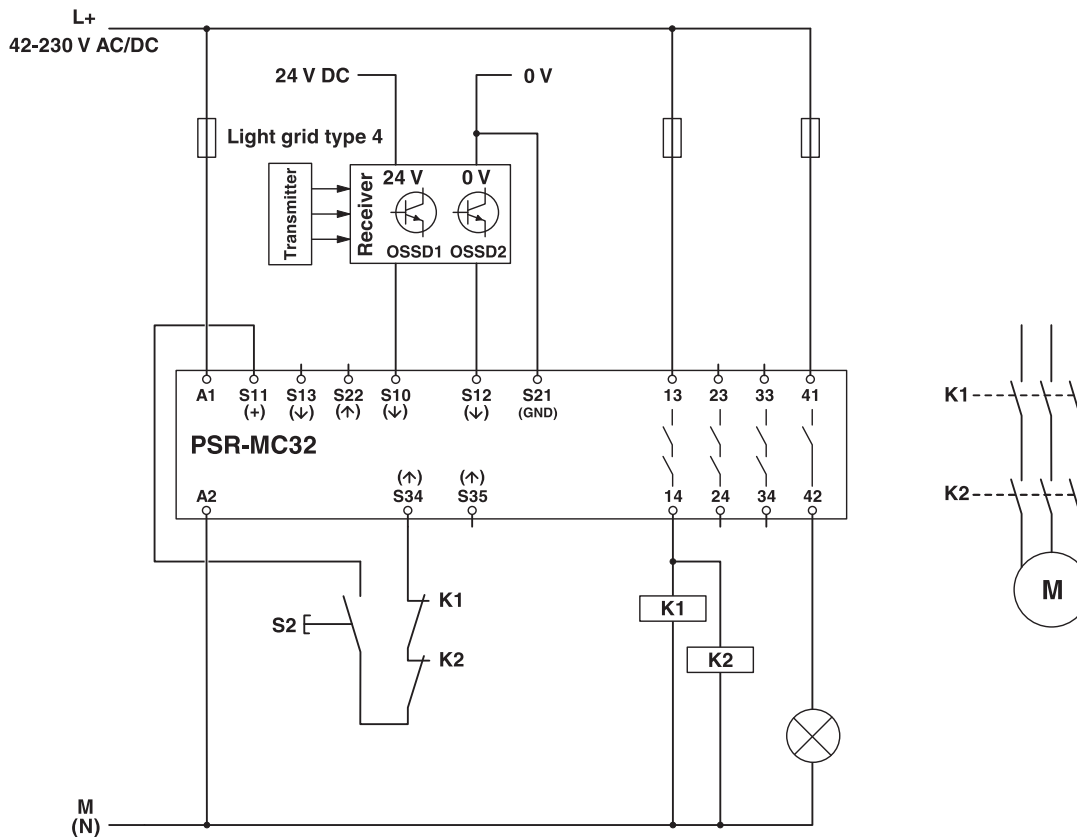 L+
42-230 V AC/DC
24 V DC
0 V
Light grid type 4
Transmitter
Receiver
24 V
0 V
OSSD1
OSSD2
A1
S11
(+)
S13
(↓)
S22
(↑)
S10
(↓)
S12
(↓)
S21
(GND)
13
23
33
41
PSR-MC32
A2
(↑)
S34
(↑)
S35
14
24
34
42
K1
K2
M
S2
K1
K2
K1
K2
M
(N)